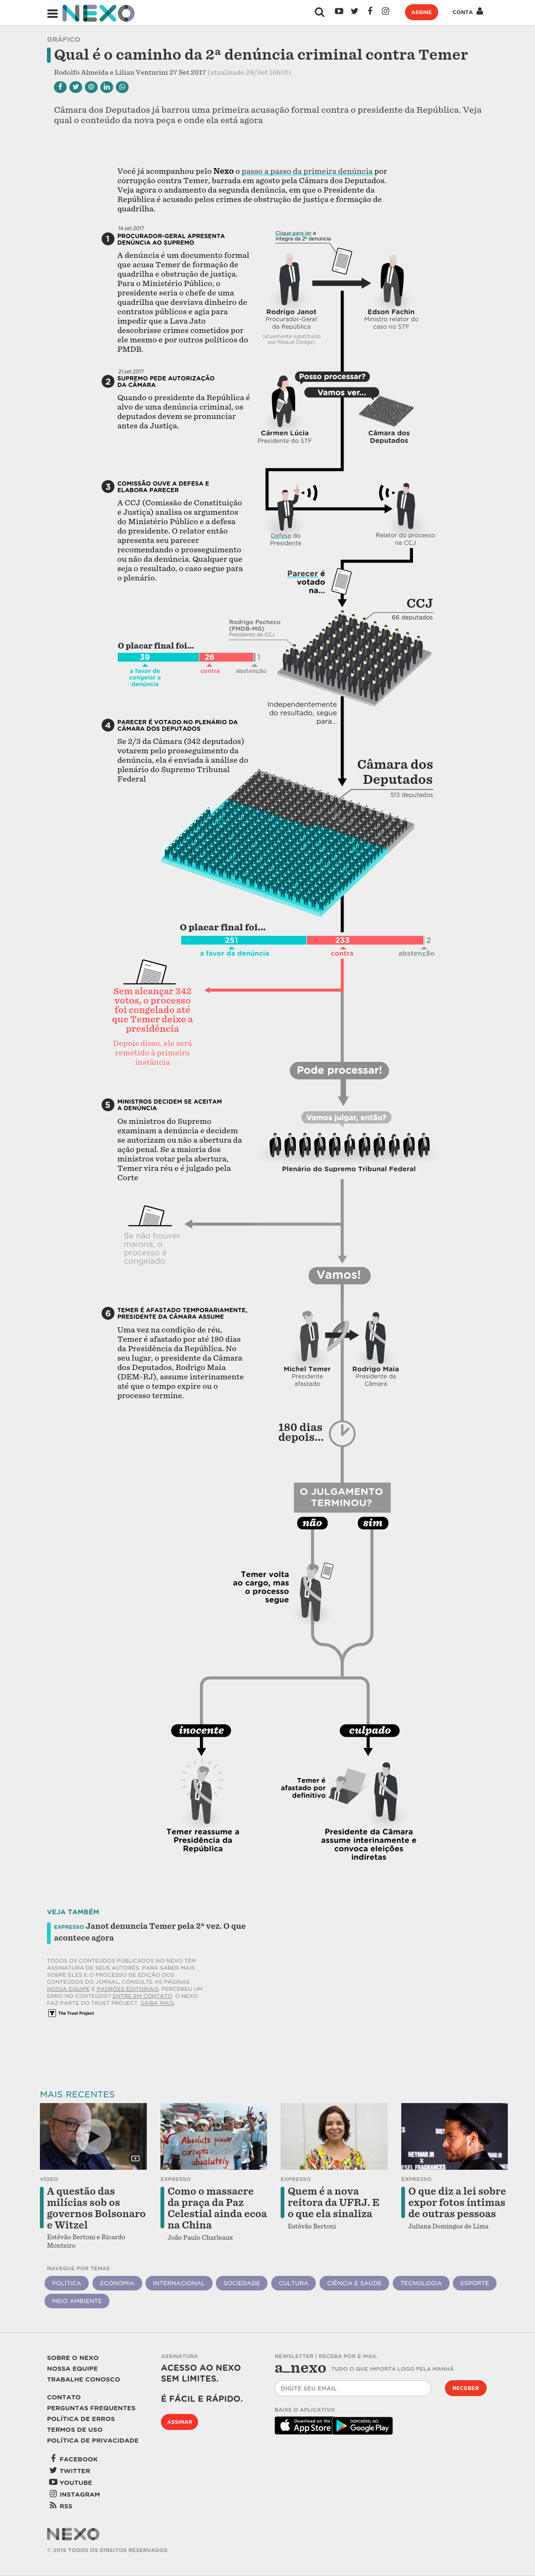 NEXO
ASSINE
CONTA
GRÁFICO
Qual é o caminho da 2ª denúncia criminal contra Temer
Rodolfo Almeida e Lilian Venturini 27 Set 2017 (atualizado 28/Set 16h05)
Câmara dos Deputados já barrou uma primeira acusação formal contra o presidente da República. Veja
qual o conteúdo da nova peça e onde ela está agora
Você já acompanhou pelo Nexo o passo a passo da primeira denúncia por
corrupção contra Temer, barrada em agosto pela Câmara dos Deputados.
Veja agora o andamento da segunda denúncia, em que o Presidente da
República é acusado de crimes de obstrução de justiça e formação de
quadrilha.
14.set.2017
1
PROCURADOR-GERAL APRESENTA
DENÚNCIA AO SUPREMO
A denúncia é um documento formal
que acusa Temer de formação de
quadrilha e obstrução de justiça.
Para o Ministério Público, o
presidente seria o chefe de uma
quadrilha que desviava dinheiro de
contratos públicos e agia para
impedir que a Lava Jato
descobrisse crimes cometidos por
ele mesmo e por outros políticos do
PMDB.
Clique para ler a
íntegra da 2ª denúncia
Rodrigo Janot
Procurador-Geral
da República
(atualmente substituído
por Raquel Dodge)
Edson Fachin
Ministro relator do
caso no STF
21.set.2017
2
SUPREMO PEDE AUTORIZAÇÃO
DA CÂMARA
Quando o presidente da República é
alvo de uma denúncia criminal, os
deputados devem se pronunciar
antes da Justiça.
Posso processar?
Vamos ver...
Cármen Lúcia
Presidente do STF
Câmara dos
Deputados
3
COMISSÃO OUVE A DEFESA E
ELABORA PARECER
A CCJ (Comissão de Constituição
e Justiça) analisa os argumentos
do Ministério Público e a defesa
do presidente. O relator então
apresenta seu parecer
recomendando o prosseguimento
ou não da denúncia. Qualquer que
seja o resultado, o caso segue para
o plenário.
Defesa do
Presidente
Relator do processo
na CCJ
Parecer é
votado
na...
CCJ
66 deputados
Rodrigo Pacheco
(PMDB-MG)
Presidente da CCJ
O placar final foi...
39
26
1
a favor de
congelar a
denúncia
contra
abstenção
Independentemente
do resultado, segue
para...
4
PARECER É VOTADO NO PLENÁRIO DA
CÂMARA DOS DEPUTADOS
Se 2/3 da Câmara (342 deputados)
votarem pelo prosseguimento da
denúncia, ela é enviada à análise do
plenário do Supremo Tribunal
Federal
Câmara dos
Deputados
513 deputados
O placar final foi...
251
233
2
a favor da denúncia
contra
abstenção
Sem alcançar 342
votos, o processo
foi congelado até
que Temer deixe a
presidência
Depois disso, ele será
remetido à primeira
instância
Pode processar!
5
MINISTROS DECIDEM SE ACEITAM
A DENÚNCIA
Os ministros do Supremo
examinam a denúncia e decidem
se autorizam ou não a abertura da
ação penal. Se a maioria dos
ministros votar pela abertura,
Temer vira réu e é julgado pela
Corte
Vamos julgar, então?
Plenário do Supremo Tribunal Federal
Se não houver
maioria, o
processo é
congelado
Vamos!
6
TEMER É AFASTADO TEMPORARIAMENTE,
PRESIDENTE DA CÂMARA ASSUME
Uma vez na condição de réu,
Temer é afastado por até 180 dias
da Presidência da República. No
seu lugar, o presidente da Câmara
dos Deputados, Rodrigo Maia
(DEM-RJ), assume interinamente
até que o tempo expire ou o
processo termine.
Michel Temer
Presidente
afastado
Rodrigo Maia
Presidente da
Câmara
180 dias
depois...
O JULGAMENTO
TERMINOU?
não
sim
Temer volta
ao cargo, mas
o processo
segue
inocente
culpado
Temer é
afastado por
definitivo
Temer reassume a
Presidência da
República
Presidente da Câmara
assume interinamente e
convoca eleições
indiretas
VEJA TAMBÉM
EXPRESSO Janot denuncia Temer pela 2ª vez. O que
acontece agora
TODOS OS CONTEÚDOS PUBLICADOS NO NEXO TÊM
ASSINATURA DE SEUS AUTORES. PARA SABER MAIS
SOBRE ELES E O PROCESSO DE EDIÇÃO DOS
CONTEÚDOS DO JORNAL, CONSULTE AS PÁGINAS
NOSSA EQUIPE E PADRÕES EDITORIAIS. PERCEBEU UM
ERRO NO CONTEÚDO? ENTRE EM CONTATO. O NEXO
FAZ PARTE DO TRUST PROJECT. SAIBA MAIS.
The Trust Project
MAIS RECENTES
Absolute power
corrupts absolutely
NEYMAR JR
VÍDEO
A questão das
milícias sob os
governos Bolsonaro
e Witzel
Estêvão Bertoni e Ricardo
Monteiro
EXPRESSO
Como o massacre
da praça da Paz
Celestial ainda ecoa
na China
João Paulo Charleaux
EXPRESSO
Quem é a nova
reitora da UFRJ. E
o que ela sinaliza
Estêvão Bertoni
EXPRESSO
O que diz a lei sobre
expor fotos íntimas
de outras pessoas
Juliana Domingos de Lima
NAVEGUE POR TEMAS
POLÍTICA
ECONOMIA
INTERNACIONAL
SOCIEDADE
CULTURA
CIÊNCIA E SAÚDE
TECNOLOGIA
ESPORTE
MEIO AMBIENTE
SOBRE O NEXO
NOSSA EQUIPE
TRABALHE CONOSCO
CONTATO
PERGUNTAS FREQUENTES
POLÍTICA DE ERROS
TERMOS DE USO
POLÍTICA DE PRIVACIDADE
FACEBOOK
TWITTER
YOUTUBE
INSTAGRAM
RSS
ASSINATURA
ACESSO AO NEXO
SEM LIMITES.
É FÁCIL E RÁPIDO.
ASSINAR
NEWSLETTER | RECEBA POR E-MAIL
a_nexo TUDO O QUE IMPORTA LOGO PELA MANHÃ
DIGITE SEU EMAIL
RECEBER
BAIXE O APLICATIVO
Download on the
App Store
DISPONÍVEL NO
Google Play
NEXO
© 2019 TODOS OS DIREITOS RESERVADOS